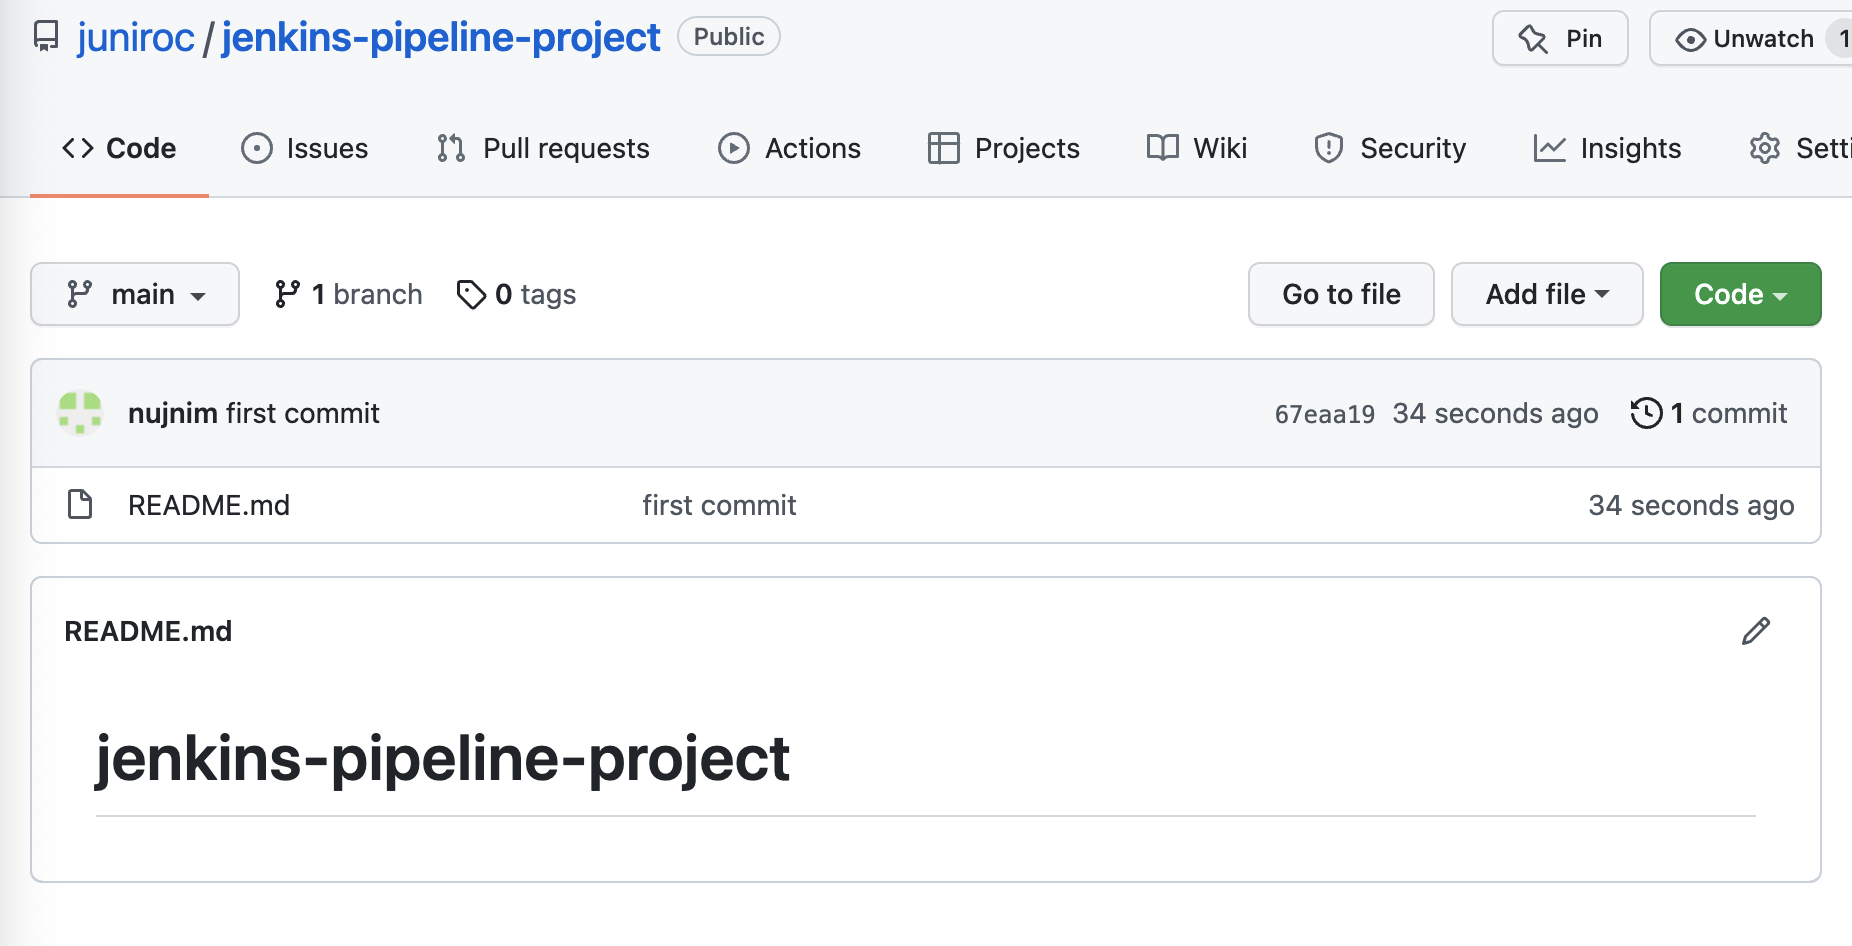 juniroc / jenkins-pipeline-project Public Pin Unwatch 1
Code Issues Pull requests Actions Projects Wiki Security Insights Setti
main 1 branch 0 tags Go to file Add file Code
nujnim first commit 67eaa19 34 seconds ago 1 commit
README.md first commit 34 seconds ago
README.md
jenkins-pipeline-project